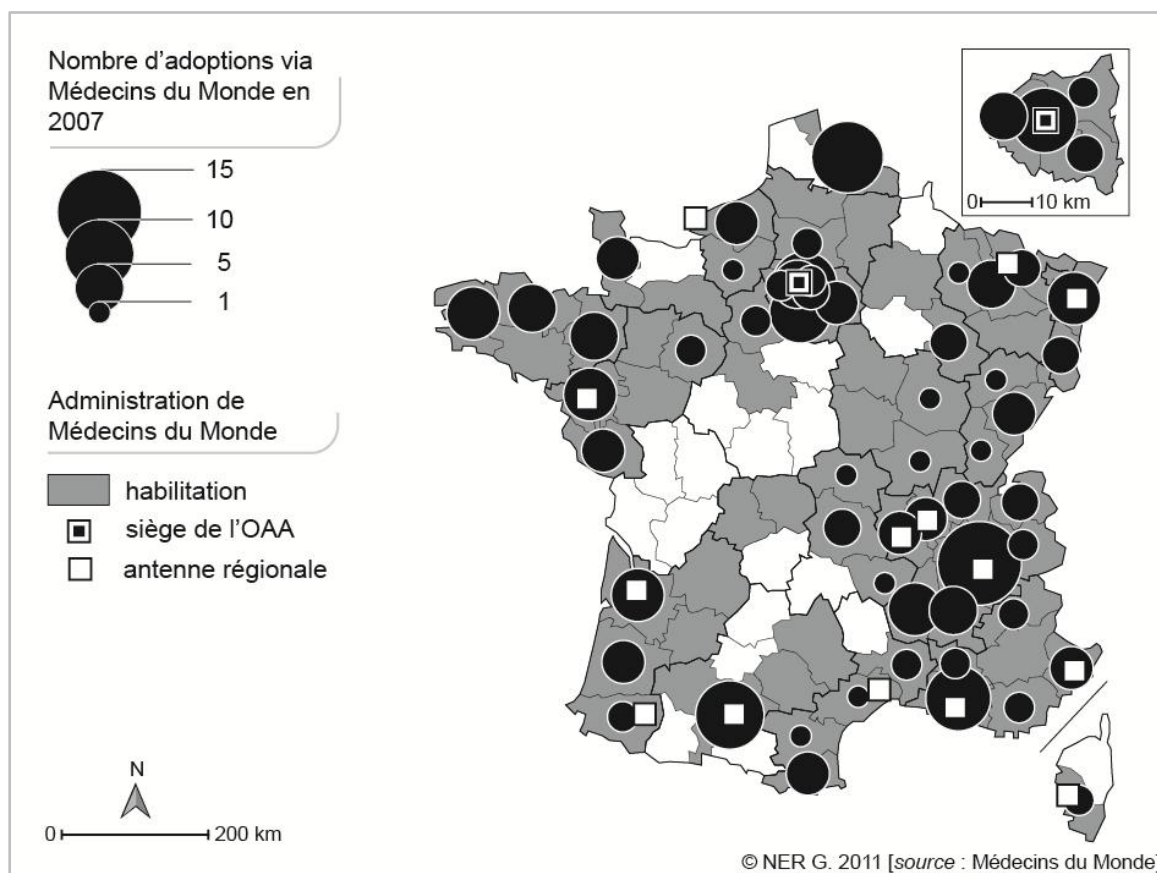 Nombre d'adoptions via
Médecins du Monde en
2007
15
10
5
1
Administration de
Médecins du Monde
habilitation
siège de l'OAA
antenne régionale
N
0 200 km
0 10 km
© NER G. 2011 [source : Médecins du Monde]